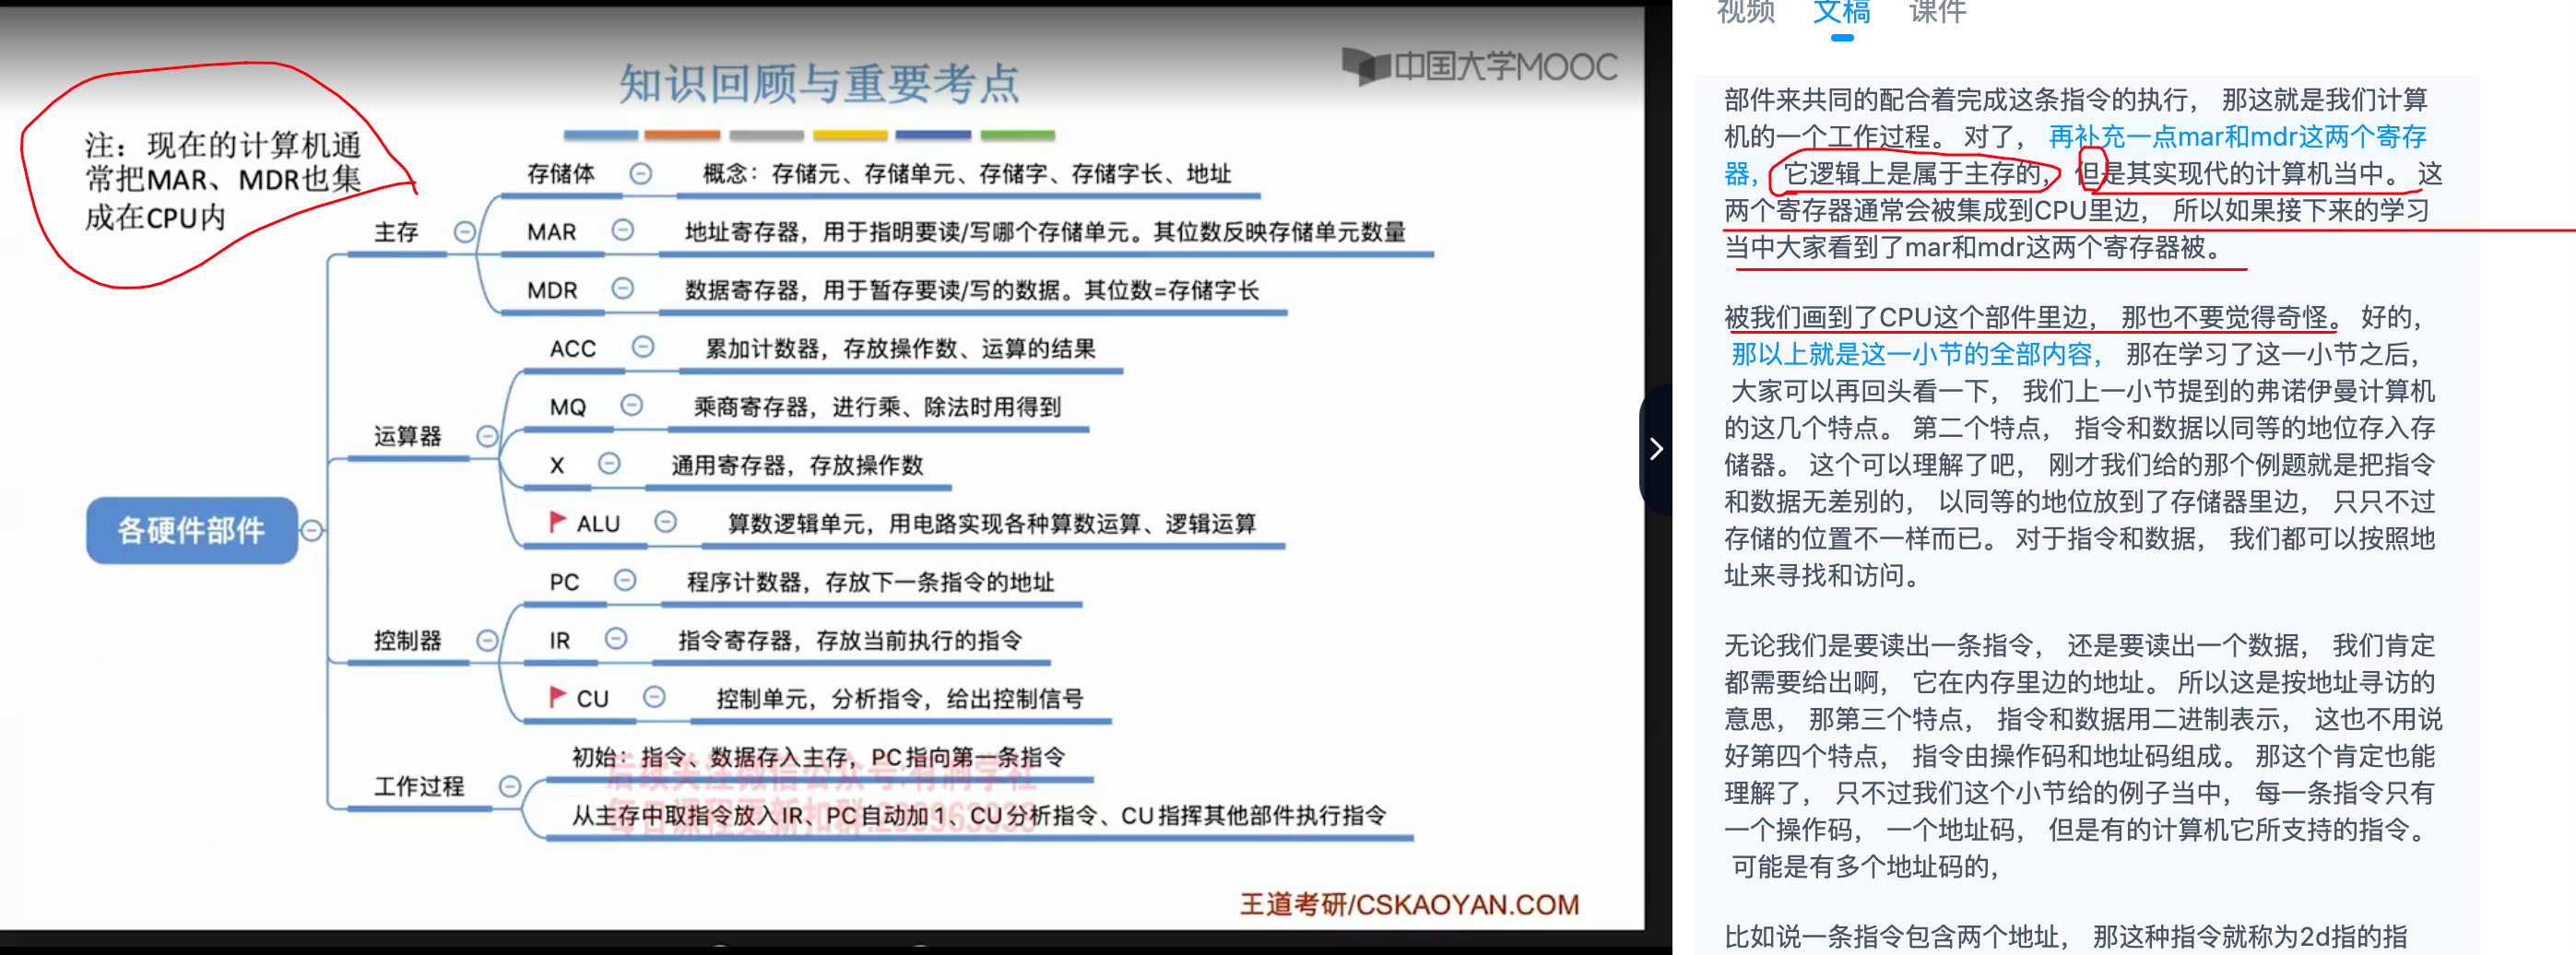 知识回顾与重要考点
中国大学MOOC
注：现在的计算机通
常把MAR、MDR也集
成在CPU内
各硬件部件
主存
存储体
概念：存储元、存储单元、存储字、存储字长、地址
MAR
地址寄存器，用于指明要读/写哪个存储单元。其位数反映存储单元数量
MDR
数据寄存器，用于暂存要读/写的数据。其位数=存储字长
运算器
ACC
累加计数器，存放操作数、运算的结果
MQ
乘商寄存器，进行乘、除法时用得到
X
通用寄存器，存放操作数
ALU
算数逻辑单元，用电路实现各种算数运算、逻辑运算
控制器
PC
程序计数器，存放下一条指令的地址
IR
指令寄存器，存放当前执行的指令
CU
控制单元，分析指令，给出控制信号
工作过程
初始：指令、数据存入主存，PC指向第一条指令
从主存中取指令放入IR、PC自动加1、CU分析指令、CU指挥其他部件执行指令
王道考研/CSKAOYAN.COM
视频 文稿 课件
部件来共同的配合着完成这条指令的执行， 那这就是我们计算
机的一个工作过程。 对了， 再补充一点mar和mdr这两个寄存
器， 它逻辑上是属于主存的， 但是其实现代的计算机当中。 这
两个寄存器通常会被集成到CPU里边， 所以如果接下来的学习
当中大家看到了mar和mdr这两个寄存器被。
被我们画到了CPU这个部件里边， 那也不要觉得奇怪。 好的，
那以上就是这一小节的全部内容， 那在学习了这一小节之后，
大家可以再回头看一下， 我们上一小节提到的弗诺伊曼计算机
的这几个特点。 第二个特点， 指令和数据以同等的地位存入存
储器。 这个可以理解了吧， 刚才我们给的那个例题就是把指令
和数据无差别的， 以同等的地位放到了存储器里边， 只只不过
存储的位置不一样而已。 对于指令和数据， 我们都可以按照地
址来寻找和访问。
无论我们是要读出一条指令， 还是要读出一个数据， 我们肯定
都需要给出啊， 它在内存里边的地址。 所以这是按地址寻访的
意思， 那第三个特点， 指令和数据用二进制表示， 这也不用说
好第四个特点， 指令由操作码和地址码组成。 那这个肯定也能
理解了， 只不过我们这个小节给的例子当中， 每一条指令只有
一个操作码， 一个地址码， 但是有的计算机它所支持的指令。
可能是有多个地址码的，
比如说一条指令包含两个地址， 那这种指令就称为2d指的指